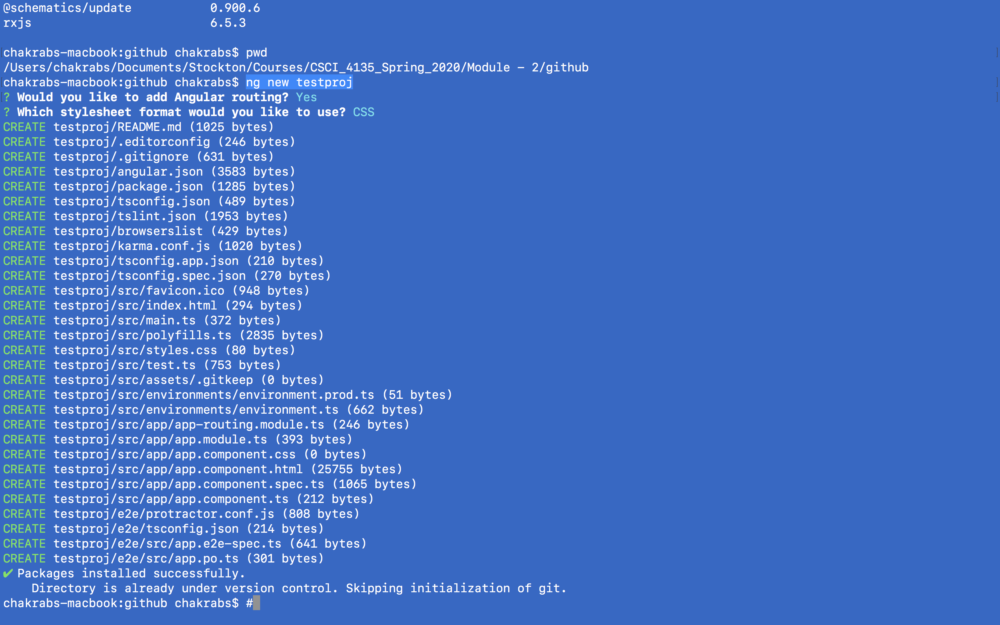 @schematics/update           0.900.6
rxjs                         6.5.3
chakrabs-macbook:github chakrabs$ pwd
/Users/chakrabs/Documents/Stockton/Courses/CSCI_4135_Spring_2020/Module - 2/github
chakrabs-macbook:github chakrabs$ ng new testproj
? Would you like to add Angular routing? Yes
? Which stylesheet format would you like to use? CSS
CREATE testproj/README.md (1025 bytes)
CREATE testproj/.editorconfig (246 bytes)
CREATE testproj/.gitignore (631 bytes)
CREATE testproj/angular.json (3583 bytes)
CREATE testproj/package.json (1285 bytes)
CREATE testproj/tsconfig.json (489 bytes)
CREATE testproj/tslint.json (1953 bytes)
CREATE testproj/browserslist (429 bytes)
CREATE testproj/karma.conf.js (1020 bytes)
CREATE testproj/tsconfig.app.json (210 bytes)
CREATE testproj/tsconfig.spec.json (270 bytes)
CREATE testproj/src/favicon.ico (948 bytes)
CREATE testproj/src/index.html (294 bytes)
CREATE testproj/src/main.ts (372 bytes)
CREATE testproj/src/polyfills.ts (2835 bytes)
CREATE testproj/src/styles.css (80 bytes)
CREATE testproj/src/test.ts (753 bytes)
CREATE testproj/src/assets/.gitkeep (0 bytes)
CREATE testproj/src/environments/environment.prod.ts (51 bytes)
CREATE testproj/src/environments/environment.ts (662 bytes)
CREATE testproj/src/app/app-routing.module.ts (246 bytes)
CREATE testproj/src/app/app.module.ts (393 bytes)
CREATE testproj/src/app/app.component.css (0 bytes)
CREATE testproj/src/app/app.component.html (25755 bytes)
CREATE testproj/src/app/app.component.spec.ts (1065 bytes)
CREATE testproj/src/app/app.component.ts (212 bytes)
CREATE testproj/e2e/protractor.conf.js (808 bytes)
CREATE testproj/e2e/tsconfig.json (214 bytes)
CREATE testproj/e2e/src/app.e2e-spec.ts (641 bytes)
CREATE testproj/e2e/src/app.po.ts (301 bytes)
✔ Packages installed successfully.
    Directory is already under version control. Skipping initialization of git.
chakrabs-macbook:github chakrabs$ #